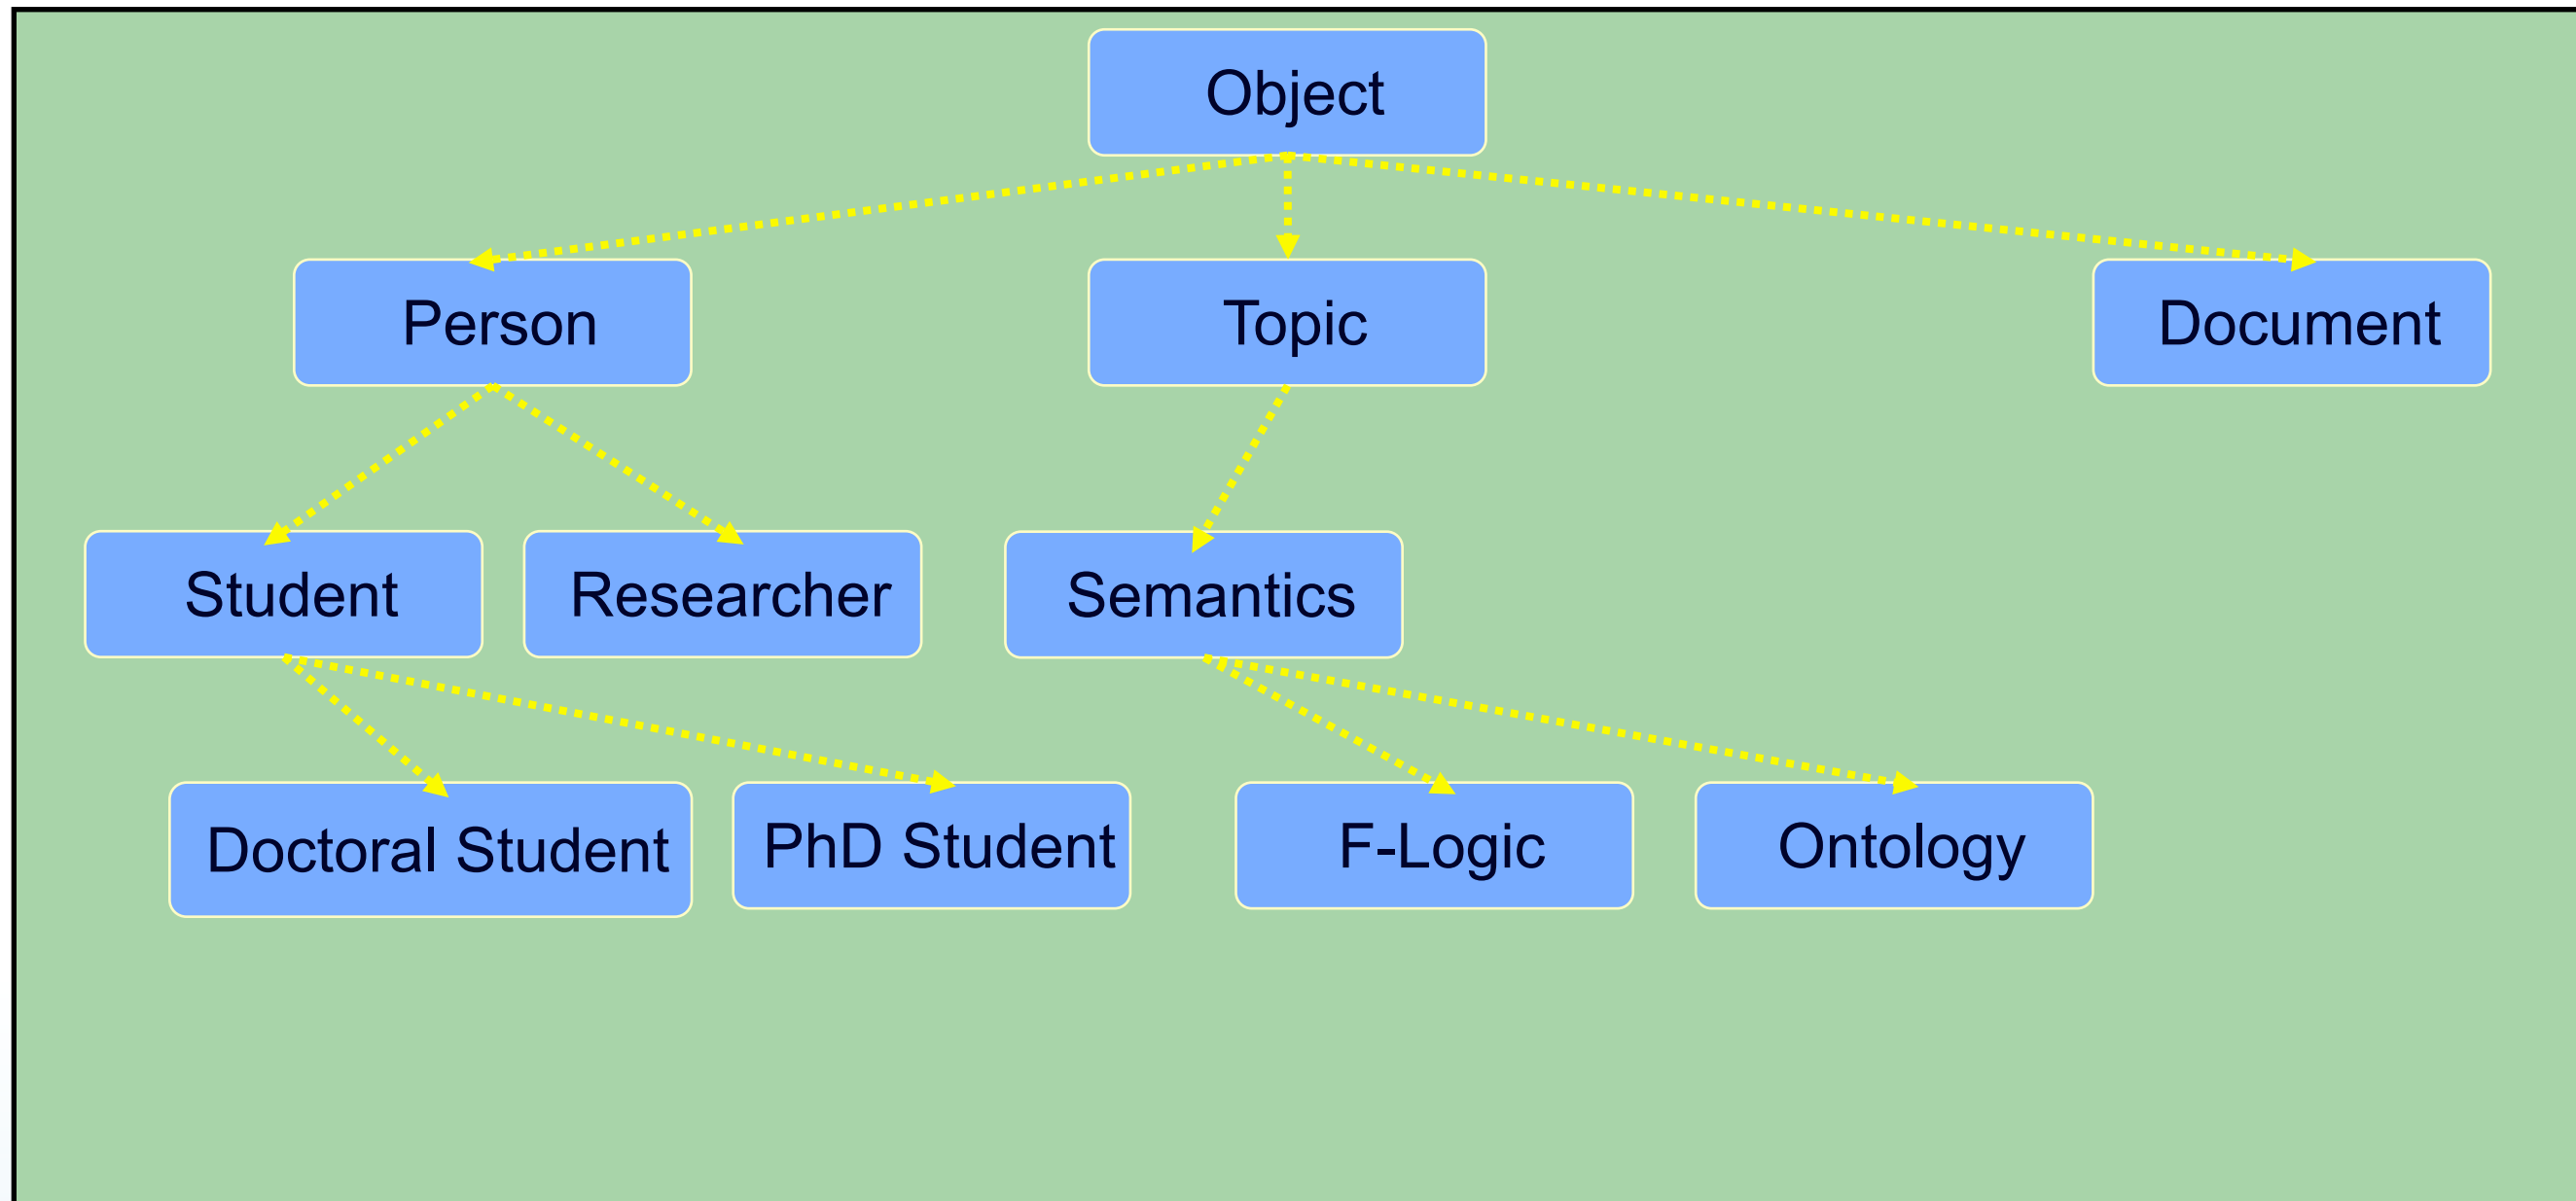 Object
Person
Topic
Document
Student
Researcher
Semantics
Doctoral Student
PhD Student
F-Logic
Ontology